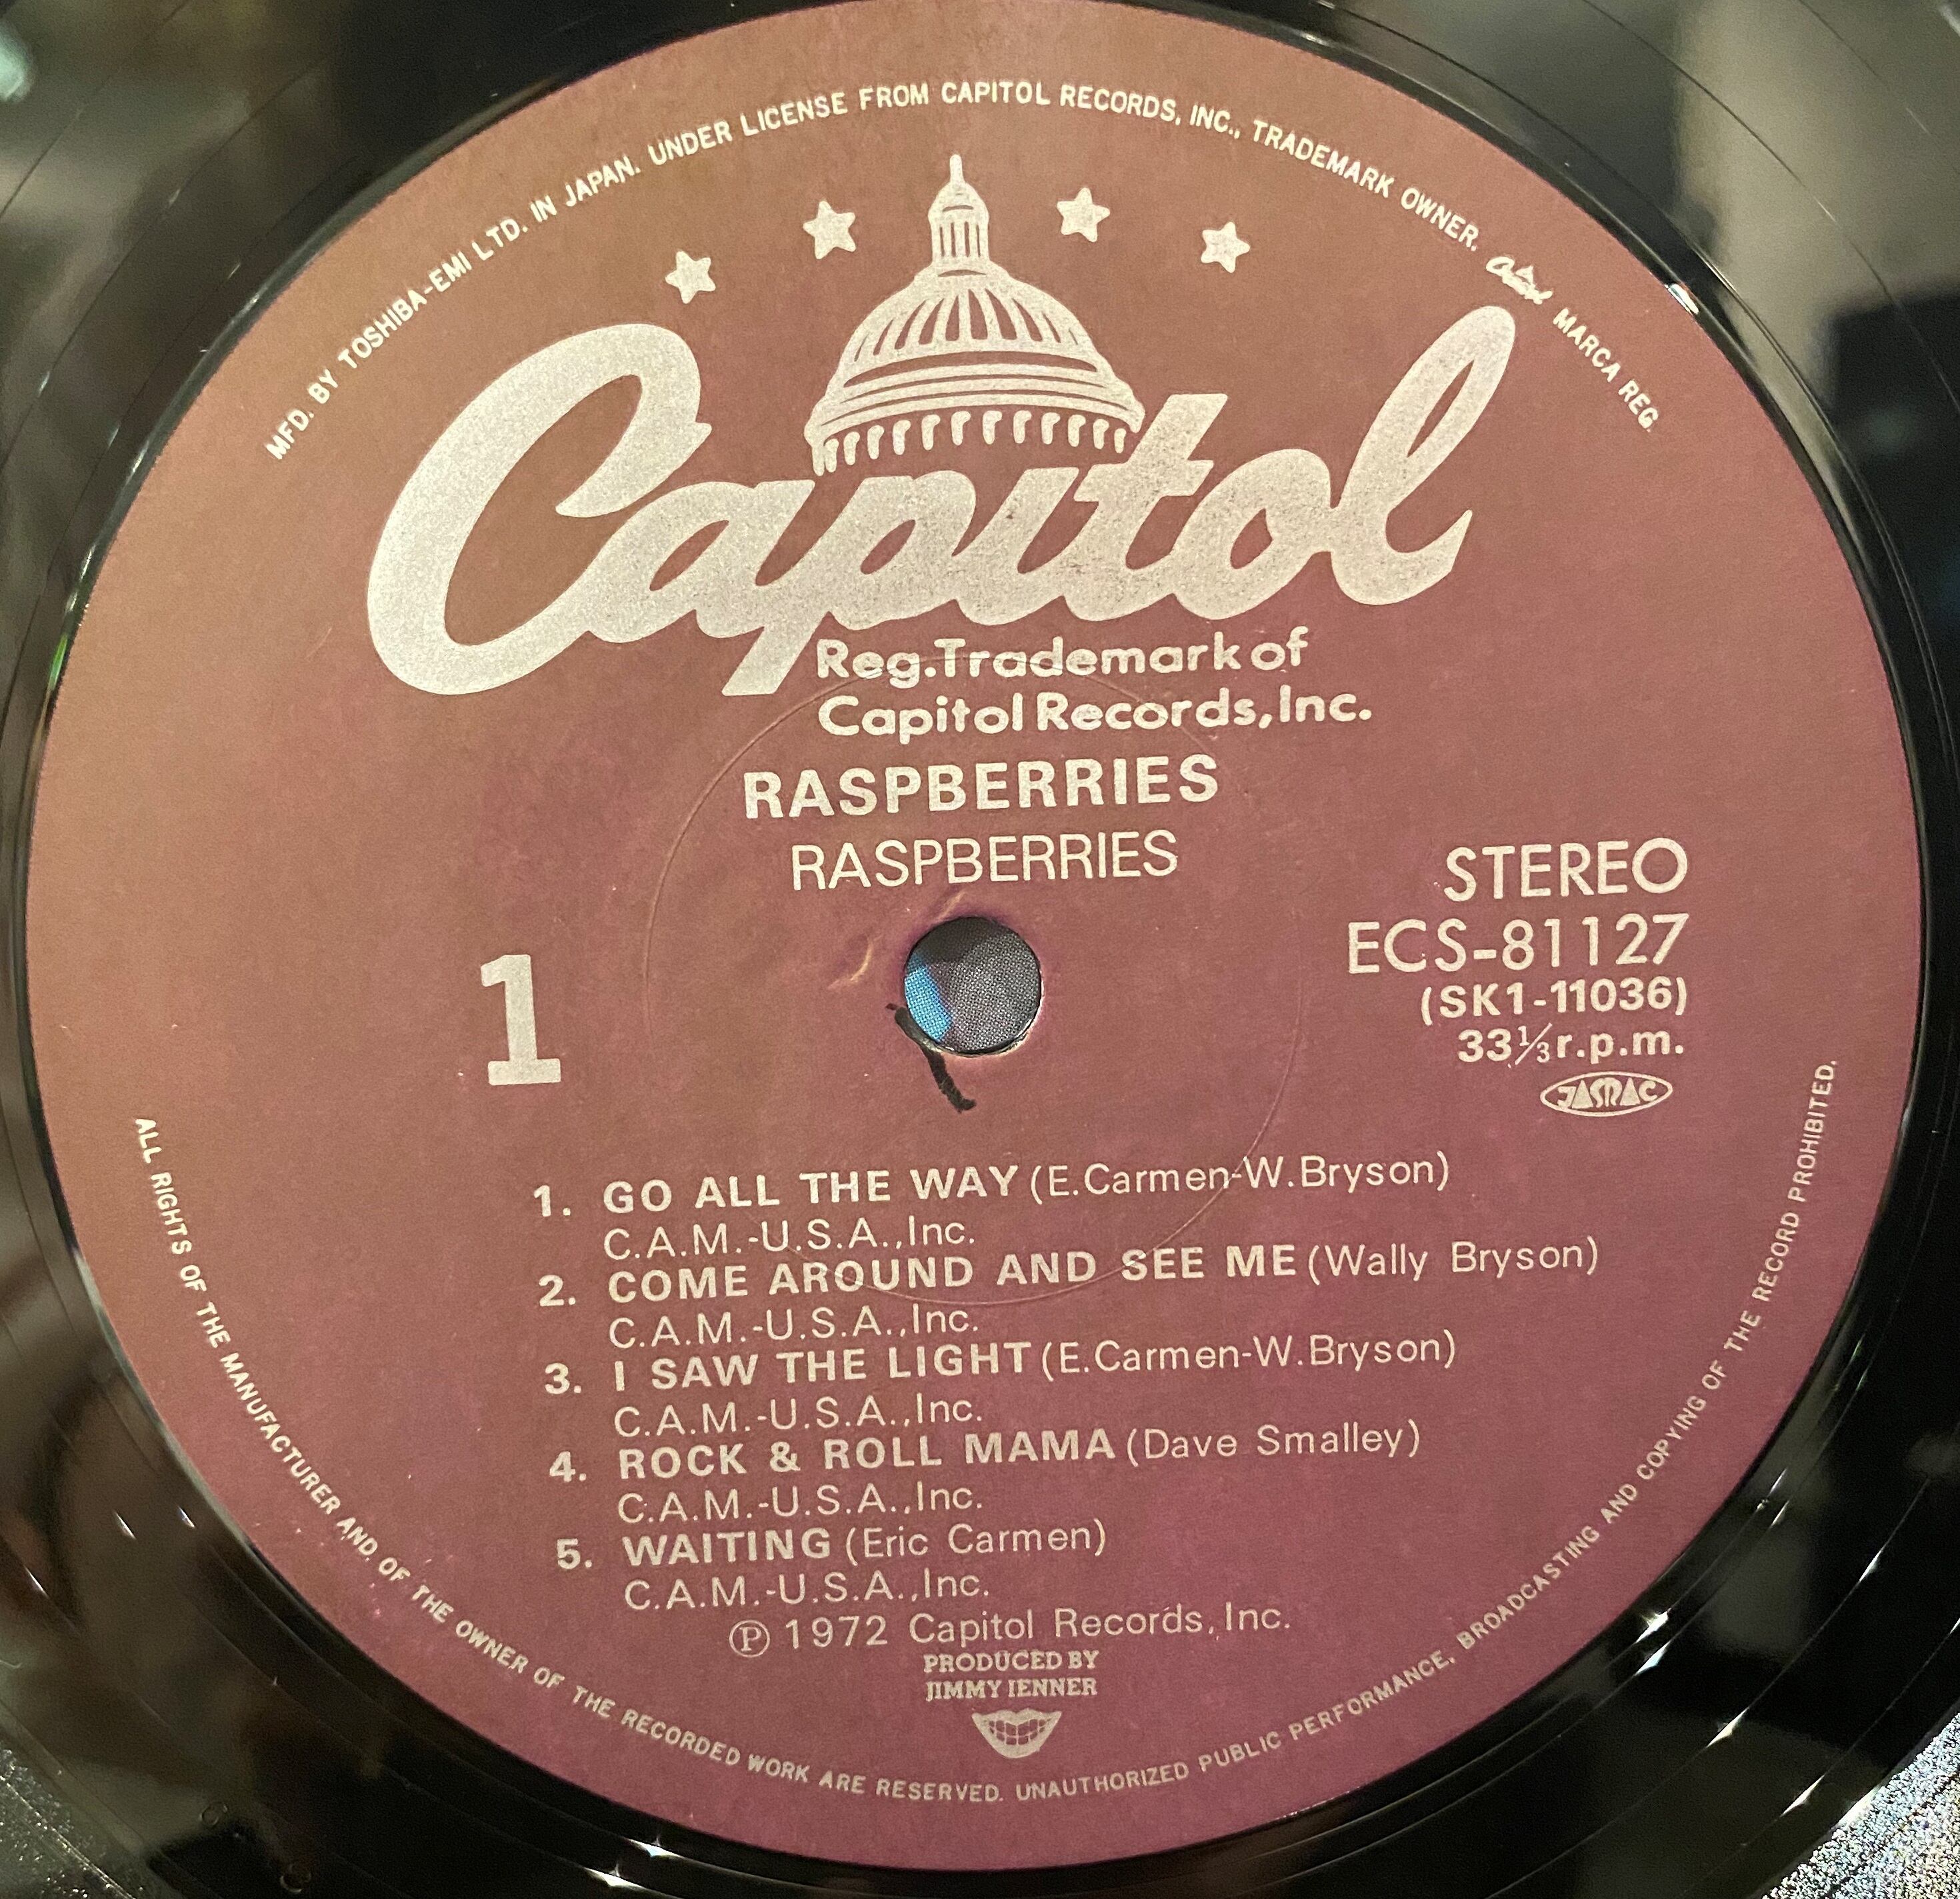 MFD. BY TOSHIBA-EMI LTD. IN JAPAN. UNDER LICENSE FROM CAPITOL RECORDS, INC., TRADEMARK OWNER. Capitol MARCA REG.
Capitol
Reg.Trademark of
Capitol Records,Inc.
RASPBERRIES
RASPBERRIES
STEREO
ECS-81127
(SK1-11036)
33⅓r.p.m.
JASRAC
1
1. GO ALL THE WAY (E.Carmen-W.Bryson)
C.A.M.-U.S.A.,Inc.
2. COME AROUND AND SEE ME (Wally Bryson)
C.A.M.-U.S.A.,Inc.
3. I SAW THE LIGHT (E.Carmen-W.Bryson)
C.A.M.-U.S.A.,Inc.
4. ROCK & ROLL MAMA (Dave Smalley)
C.A.M.-U.S.A.,Inc.
5. WAITING (Eric Carmen)
C.A.M.-U.S.A.,Inc.
Ⓟ 1972 Capitol Records,Inc.
PRODUCED BY
JIMMY IENNER
ALL RIGHTS OF THE MANUFACTURER AND OF THE OWNER OF THE RECORDED WORK ARE RESERVED. UNAUTHORIZED PUBLIC PERFORMANCE, BROADCASTING AND COPYING OF THE RECORD PROHIBITED.